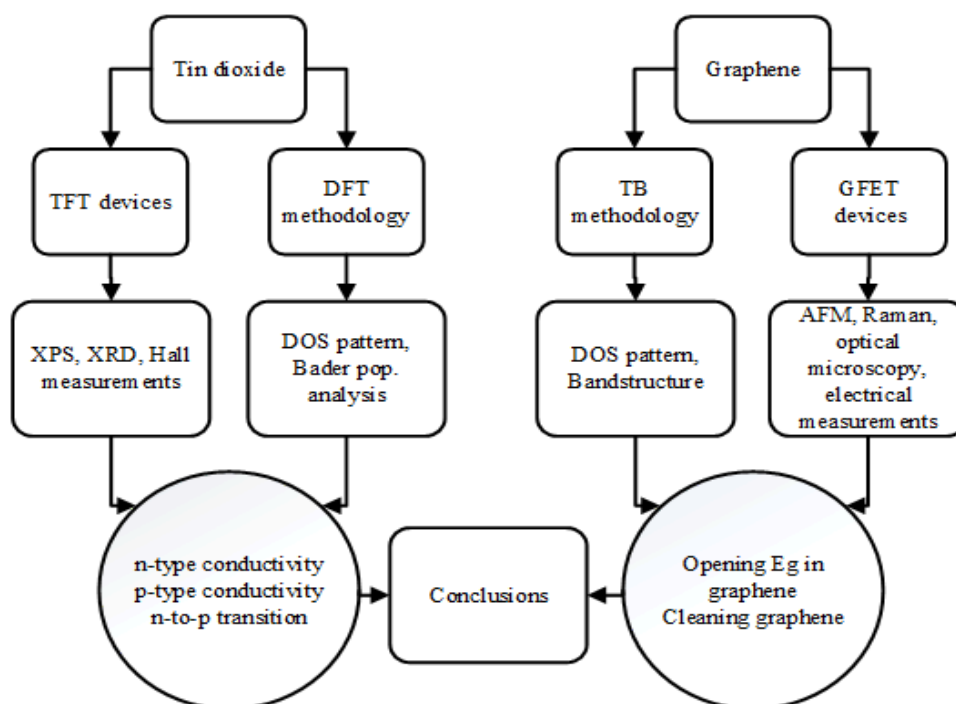 Tin dioxide
Graphene
TFT devices
DFT
methodology
TB
methodology
GFET
devices
XPS, XRD, Hall
measurements
DOS pattern,
Bader pop.
analysis
DOS pattern,
Bandstructure
AFM, Raman,
optical
microscopy,
electrical
measurements
n-type conductivity
p-type conductivity
n-to-p transition
Conclusions
Opening Eg in
graphene
Cleaning graphene